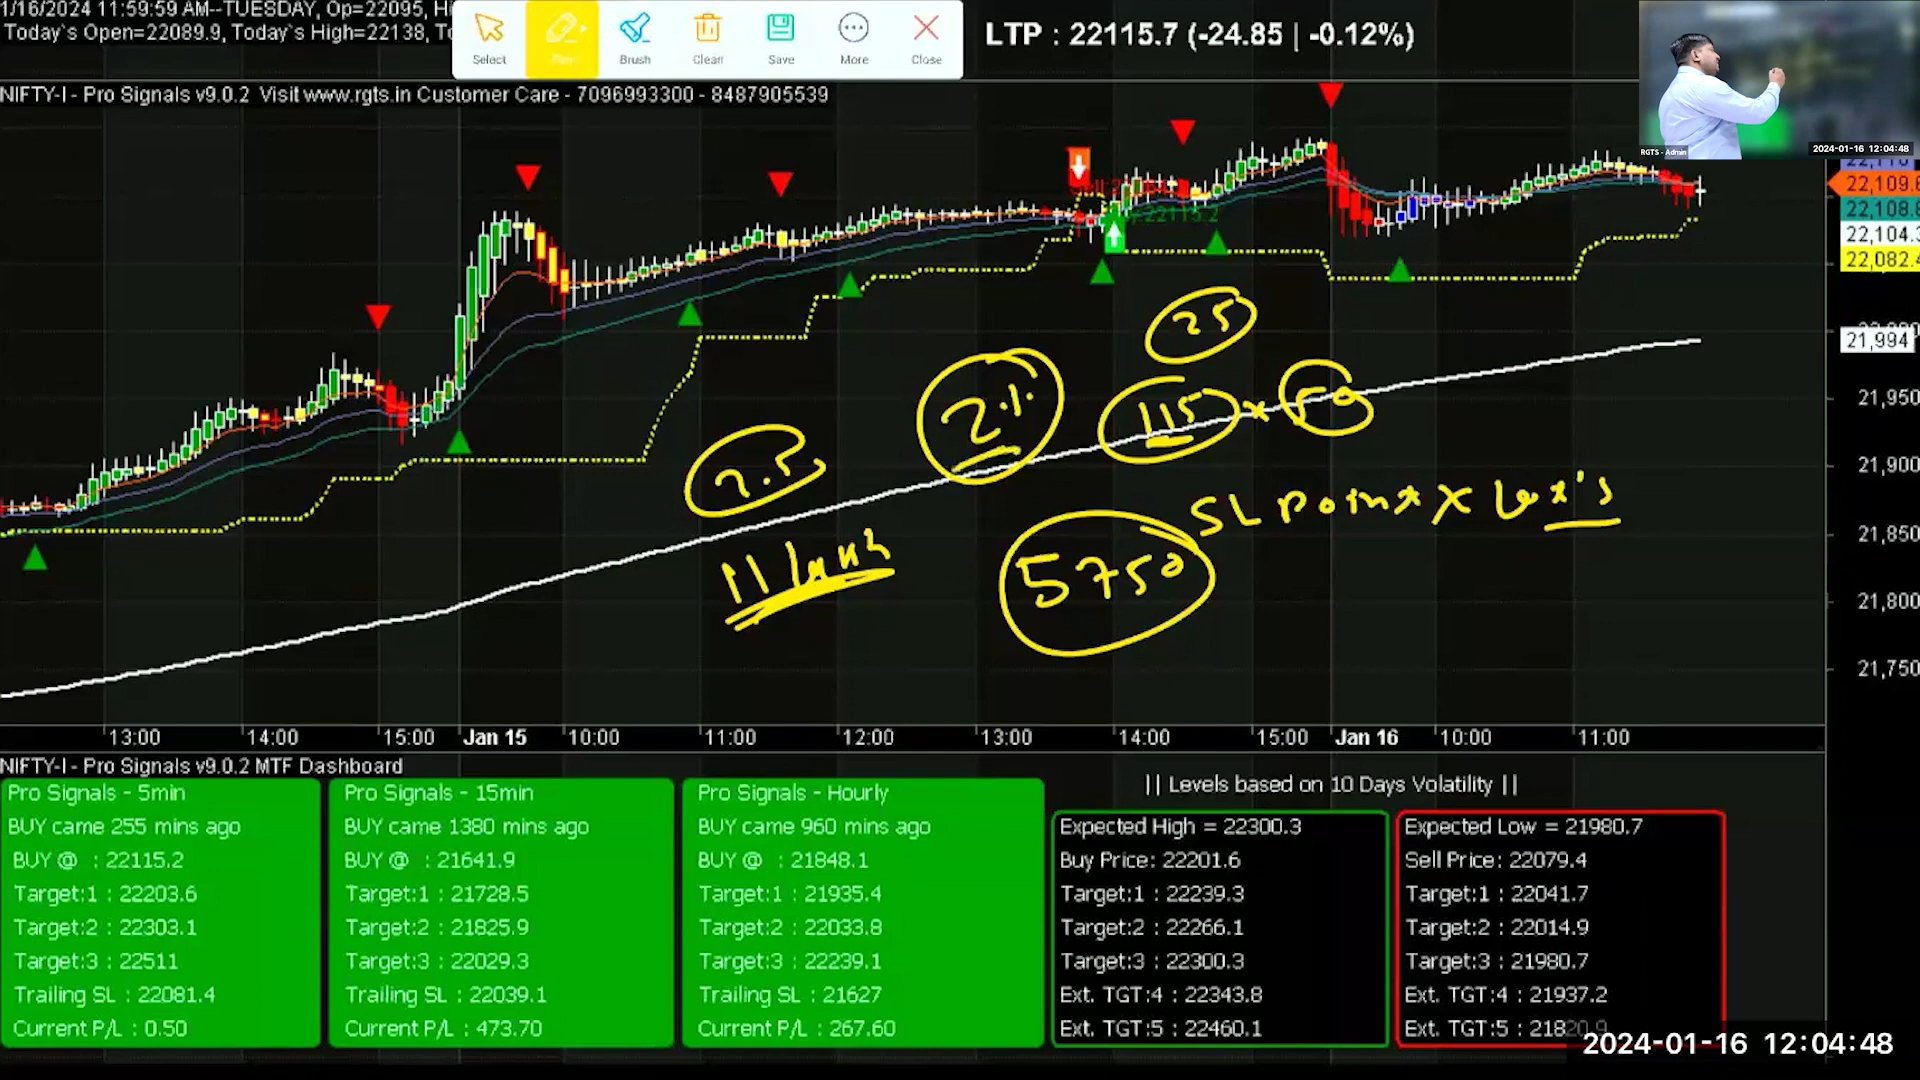 1/16/2024 11:59:59 AM--TUESDAY, Op=22095,
Today`s Open=22089.9, Today`s High=22138,
Select
Brush
Clear
Save
More
Close
LTP : 22115.7 (-24.85 | -0.12%)
RGTS - Admin
2024-01-16 12:04:48
NIFTY-I - Pro Signals v9.0.2 Visit www.rgts.in Customer Care - 7096993300 - 8487905539
22115.2
22,109.8
22,108.8
22,104.3
22,082.4
21,994
21,950
21,900
21,850
21,800
21,750
25
2%
115 x 50
2.5
SL Point x
5750
11 lakh
13:00 14:00 15:00 Jan 15 10:00 11:00 12:00 13:00 14:00 15:00 Jan 16 10:00 11:00
NIFTY-I - Pro Signals v9.0.2 MTF Dashboard
Pro Signals - 5min
BUY came 255 mins ago
BUY @ : 22115.2
Target:1 : 22203.6
Target:2 : 22303.1
Target:3 : 22511
Trailing SL : 22081.4
Current P/L : 0.50
Pro Signals - 15min
BUY came 1380 mins ago
BUY @ : 21641.9
Target:1 : 21728.5
Target:2 : 21825.9
Target:3 : 22029.3
Trailing SL : 22039.1
Current P/L : 473.70
Pro Signals - Hourly
BUY came 960 mins ago
BUY @ : 21848.1
Target:1 : 21935.4
Target:2 : 22033.8
Target:3 : 22239.1
Trailing SL : 21627
Current P/L : 267.60
|| Levels based on 10 Days Volatility ||
Expected High = 22300.3
Buy Price: 22201.6
Target:1 : 22239.3
Target:2 : 22266.1
Target:3 : 22300.3
Ext. TGT:4 : 22343.8
Ext. TGT:5 : 22460.1
Expected Low = 21980.7
Sell Price: 22079.4
Target:1 : 22041.7
Target:2 : 22014.9
Target:3 : 21980.7
Ext. TGT:4 : 21937.2
Ext. TGT:5 : 21820.9
2024-01-16 12:04:48